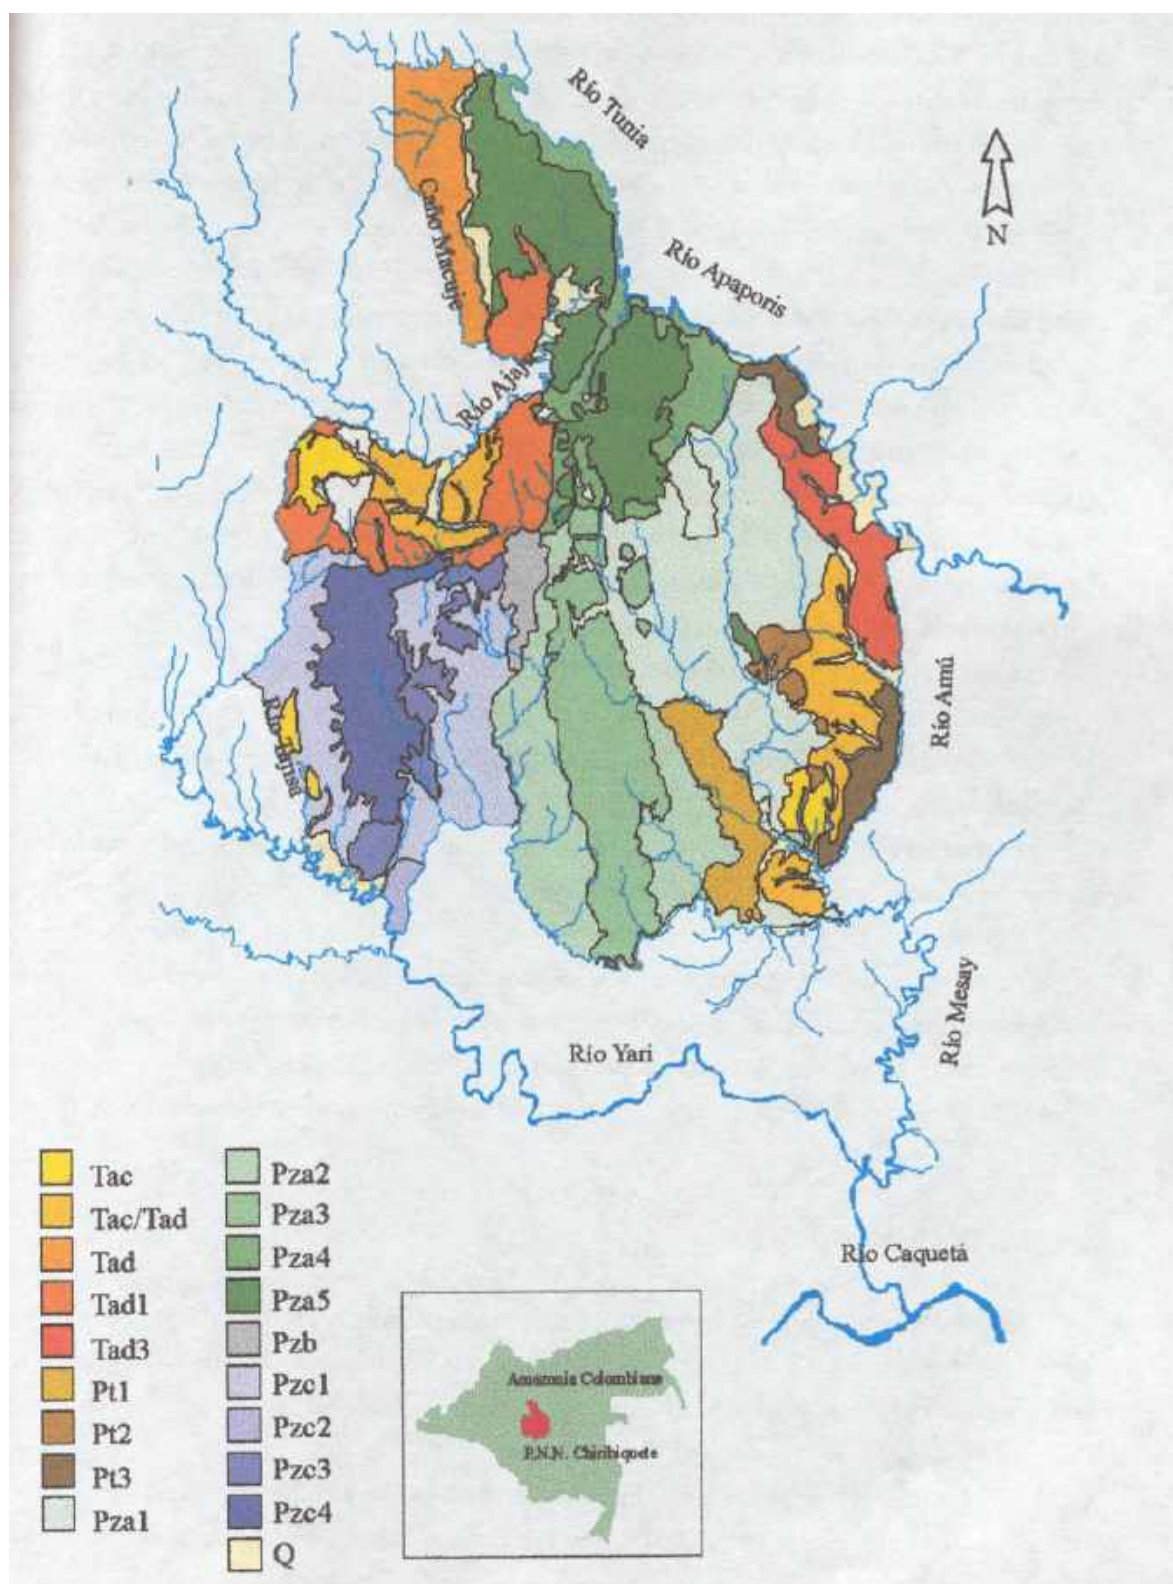 Río Tunia
Caño Macuje
Río Apaporis
N
Río Ajaju
Río Amú
Río Tajisa
Río Mesay
Río Yari
Río Caquetá
Tac
Tac/Tad
Tad
Tad1
Tad3
Pt1
Pt2
Pt3
Pza1
Pza2
Pza3
Pza4
Pza5
Pzb
Pzc1
Pzc2
Pzc3
Pzc4
Q
Amazonia Colombiana
P.N.N. Chiribiquete